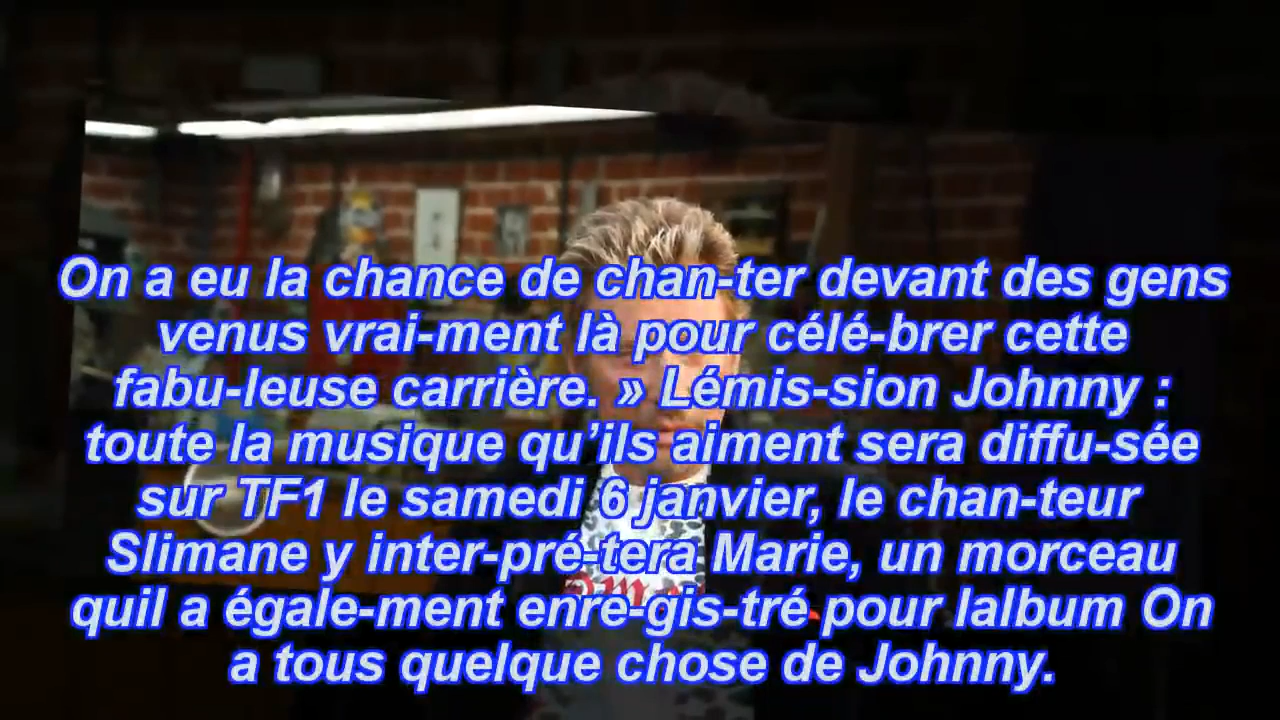 On a eu la chance de chan-ter devant des gens
venus vrai-ment là pour célé-brer cette
fabu-leuse carrière. » Lémis-sion Johnny :
toute la musique qu’ils aiment sera diffu-sée
sur TF1 le samedi 6 janvier, le chan-teur
Slimane y inter-pré-tera Marie, un morceau
quil a égale-ment enre-gis-tré pour lalbum On
a tous quelque chose de Johnny.